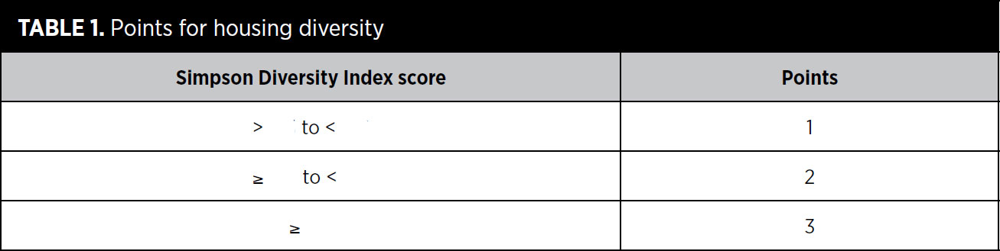 TABLE 1. Points for housing diversity
Simpson Diversity Index score Points
> to < 1
≥ to < 2
≥ 3